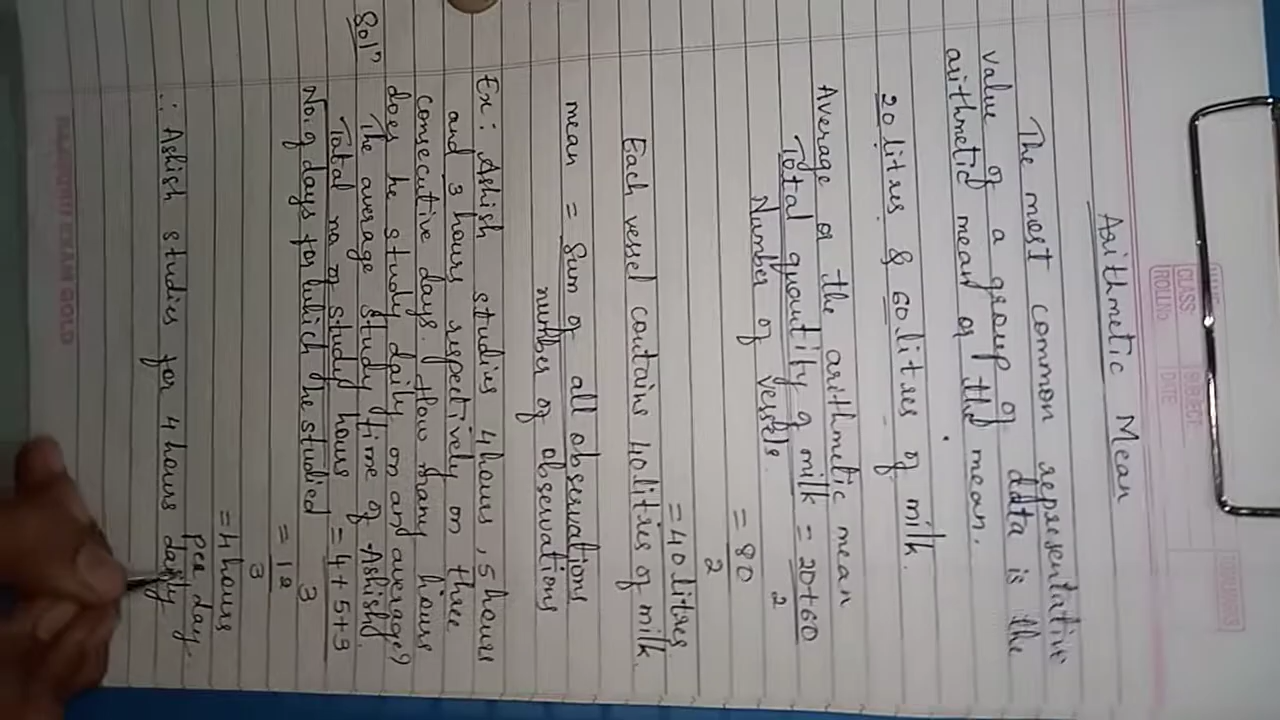 CLASS
ROLLNO
SUBJECT
DATE
Arithmetic Mean
The most common representative
value of a group of data is the
arithmetic mean or the mean.
20 litres & 60 litres of milk.
Average or the arithmetic mean
Total quantity of milk = 20+60
Number of vessels. 2
= 80
2
= 40 litres
Each vessel contains 40 litres of milk.
mean = Sum of all observations
number of observations
Ex: Ashish studies 4 hours, 5 hours
and 3 hours respectively on three
consecutive days. How many hours
does he study daily on and average?
Solⁿ The average study time of Ashish
Total no of study hours = 4+5+3
No. of days for which he studied 3
= 12
3
= 4 hours
per day.
∴ Ashish studies for 4 hours daily